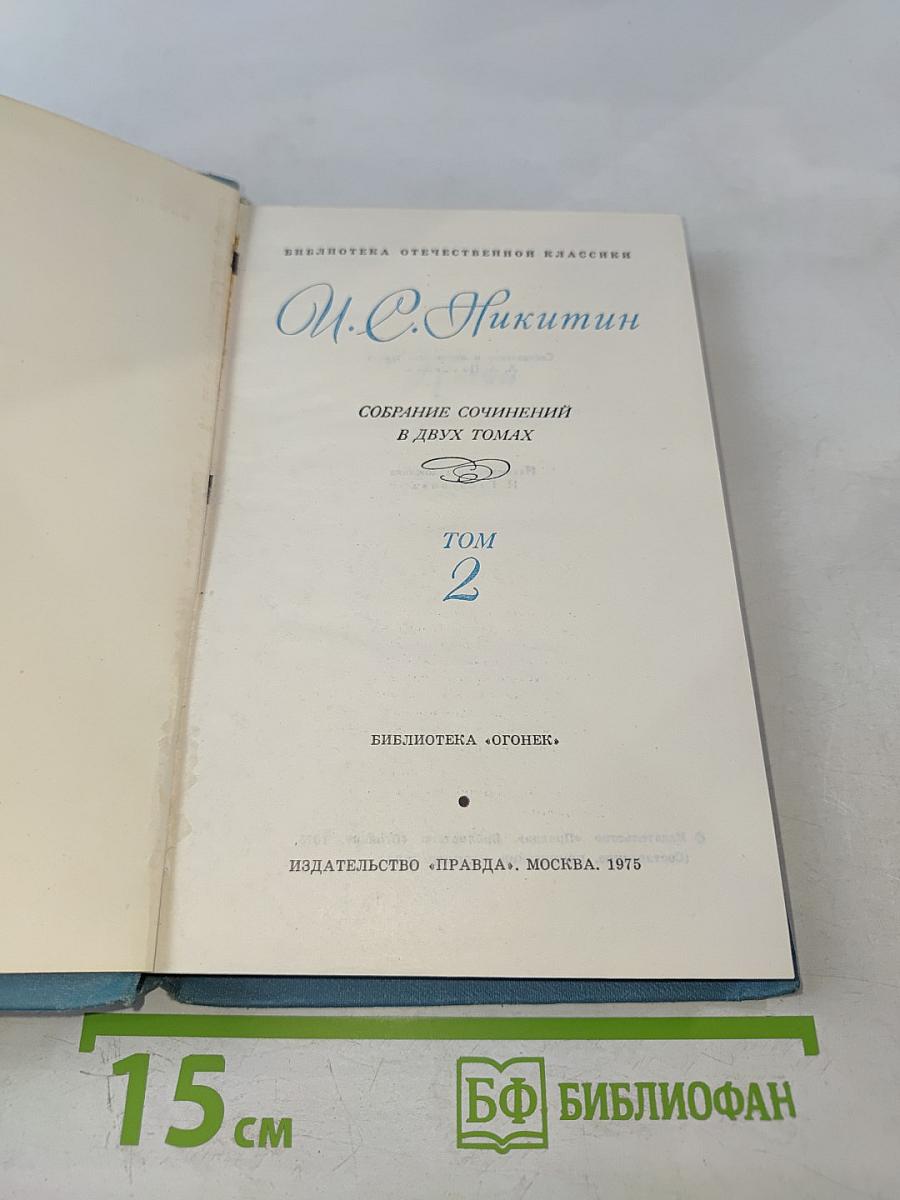 БИБЛИОТЕКА ОТЕЧЕСТВЕННОЙ КЛАССИКИ
И. С. Никитин
СОБРАНИЕ СОЧИНЕНИЙ
В ДВУХ ТОМАХ
ТОМ
2
БИБЛИОТЕКА «ОГОНЕК»
ИЗДАТЕЛЬСТВО «ПРАВДА». МОСКВА. 1975
15 см
БФ БИБЛИОФАН